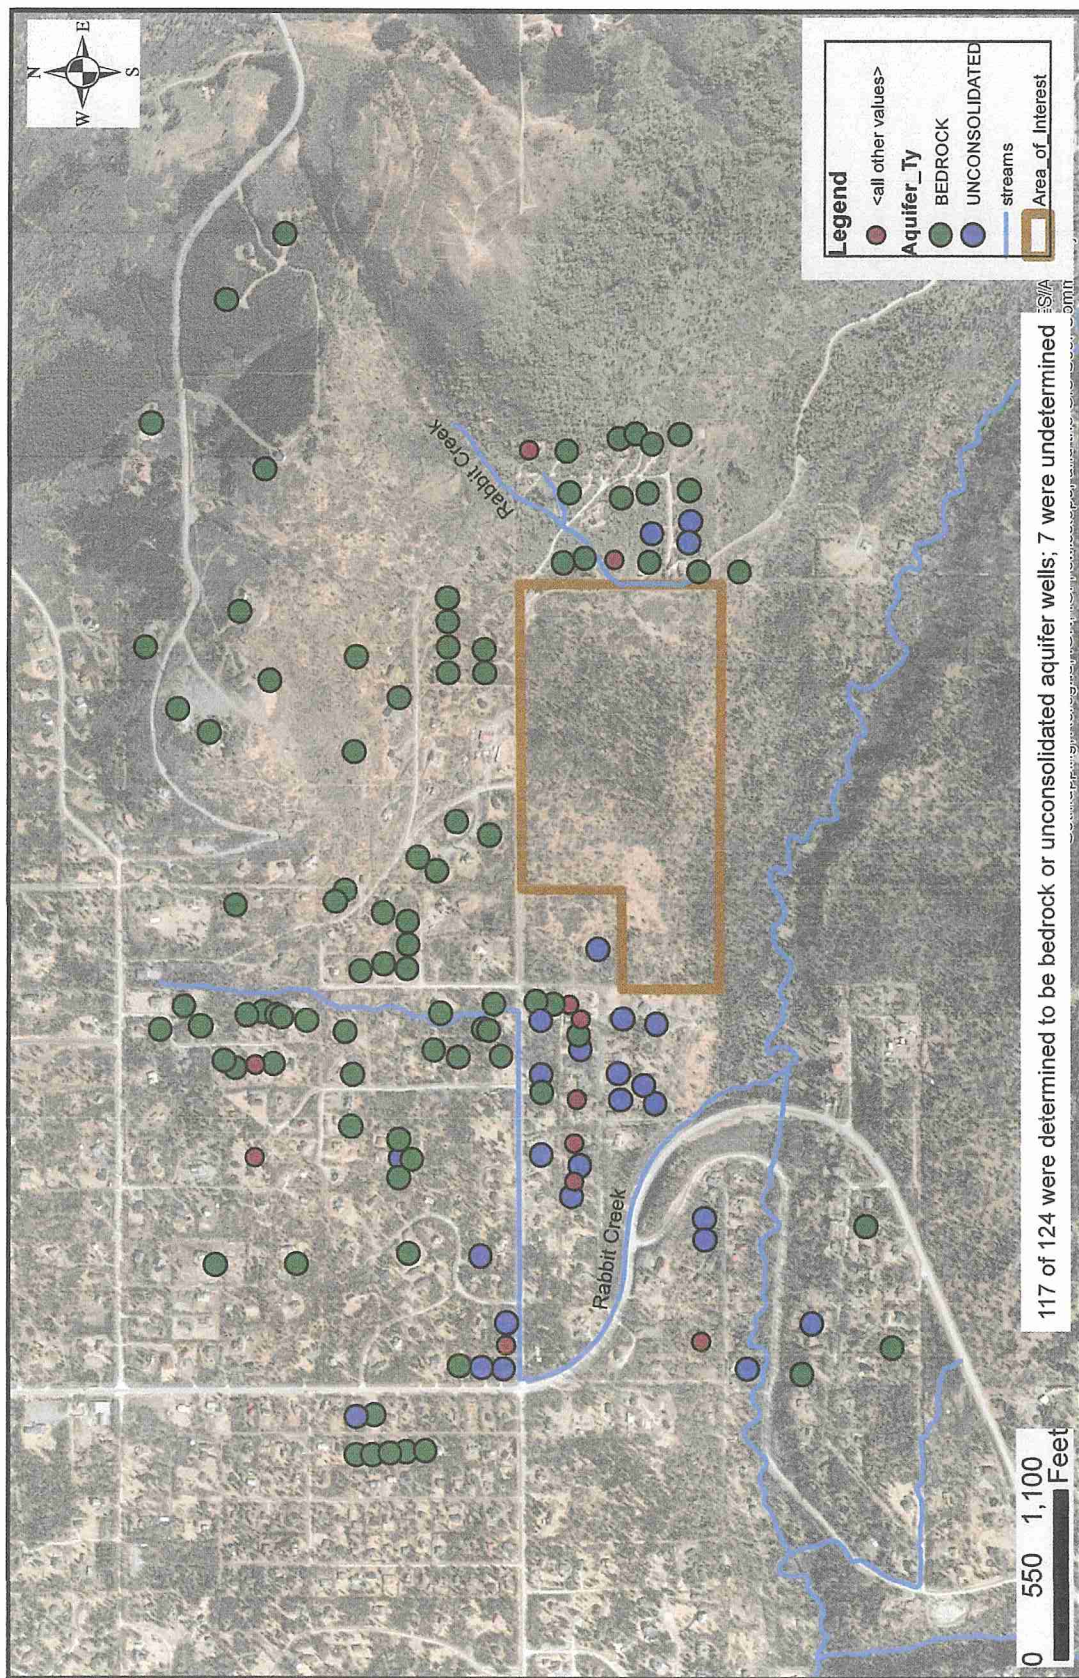 N
W E
S
Rabbit Creek
Rabbit Creek
Legend
<all other values>
Aquifer_Ty
BEDROCK
UNCONSOLIDATED
streams
Area_of_Interest
117 of 124 were determined to be bedrock or unconsolidated aquifer wells; 7 were undetermined
0 550 1,100
Feet